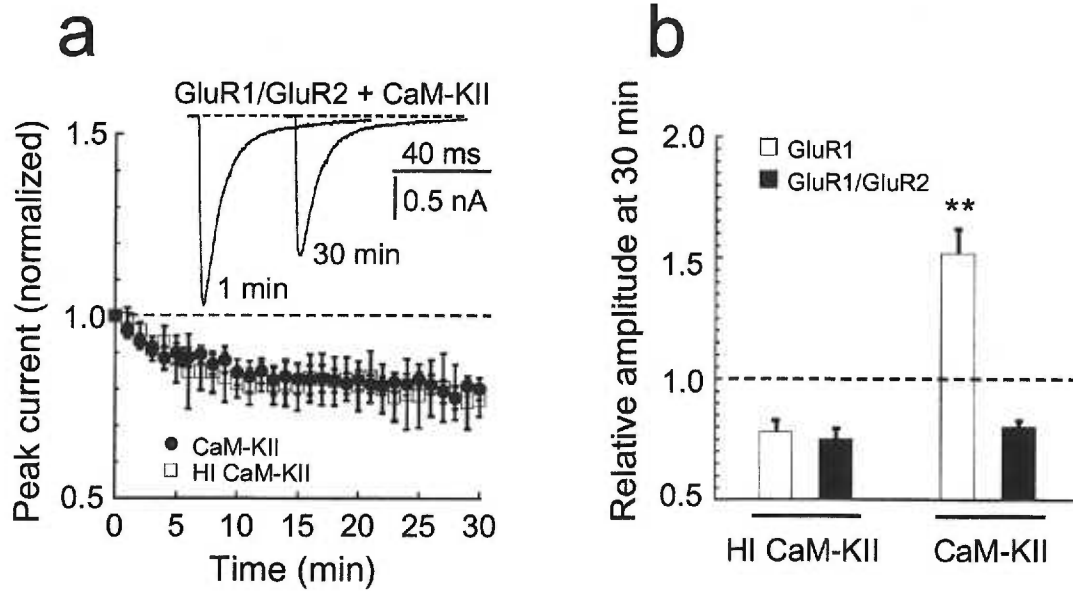 a
GluR1/GluR2 + CaM-KII
40 ms
0.5 nA
1 min
30 min
Peak current (normalized)
1.5
1.0
0.5
CaM-KII
HI CaM-KII
0 5 10 15 20 25 30
Time (min)
b
Relative amplitude at 30 min
2.0
1.5
1.0
0.5
GluR1
GluR1/GluR2
**
HI CaM-KII
CaM-KII